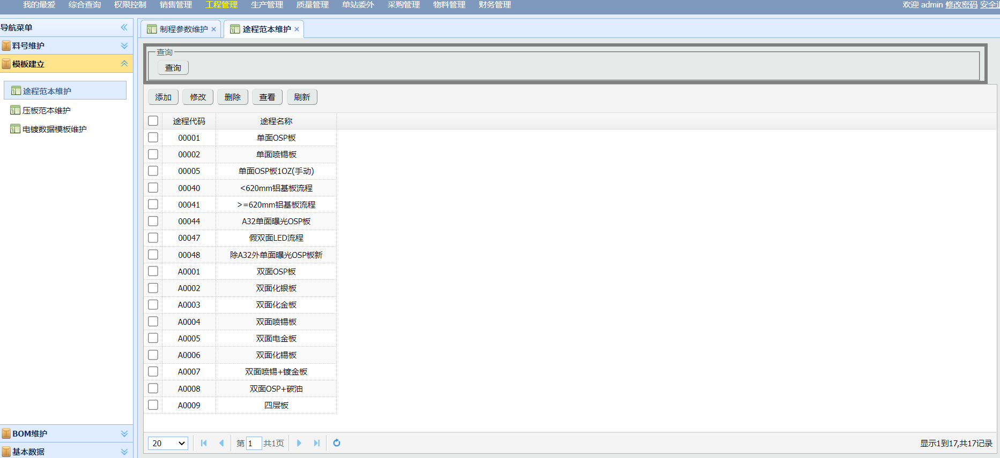 我的最爱 综合查询 权限控制 销售管理 工程管理 生产管理 质量管理 单站委外 采购管理 物料管理 财务管理 欢迎 admin 修改密码 安全
导航菜单
料号维护
模板建立
途程范本维护
压板范本维护
电镀数据模板维护
BOM维护
基本数据
制程参数维护 途程范本维护
查询
查询
添加 修改 删除 查看 刷新
途程代码 途程名称
00001 单面OSP板
00002 单面喷锡板
00005 单面OSP板1OZ(手动)
00040 <620mm铝基板流程
00041 >=620mm铝基板流程
00044 A32单面曝光OSP板
00047 假双面LED流程
00048 除A32外单面曝光OSP板新
A0001 双面OSP板
A0002 双面化银板
A0003 双面化金板
A0004 双面喷锡板
A0005 双面电金板
A0006 双面化锡板
A0007 双面喷锡+镀金板
A0008 双面OSP+碳油
A0009 四层板
20 第 1 共1页 显示1到17,共17记录